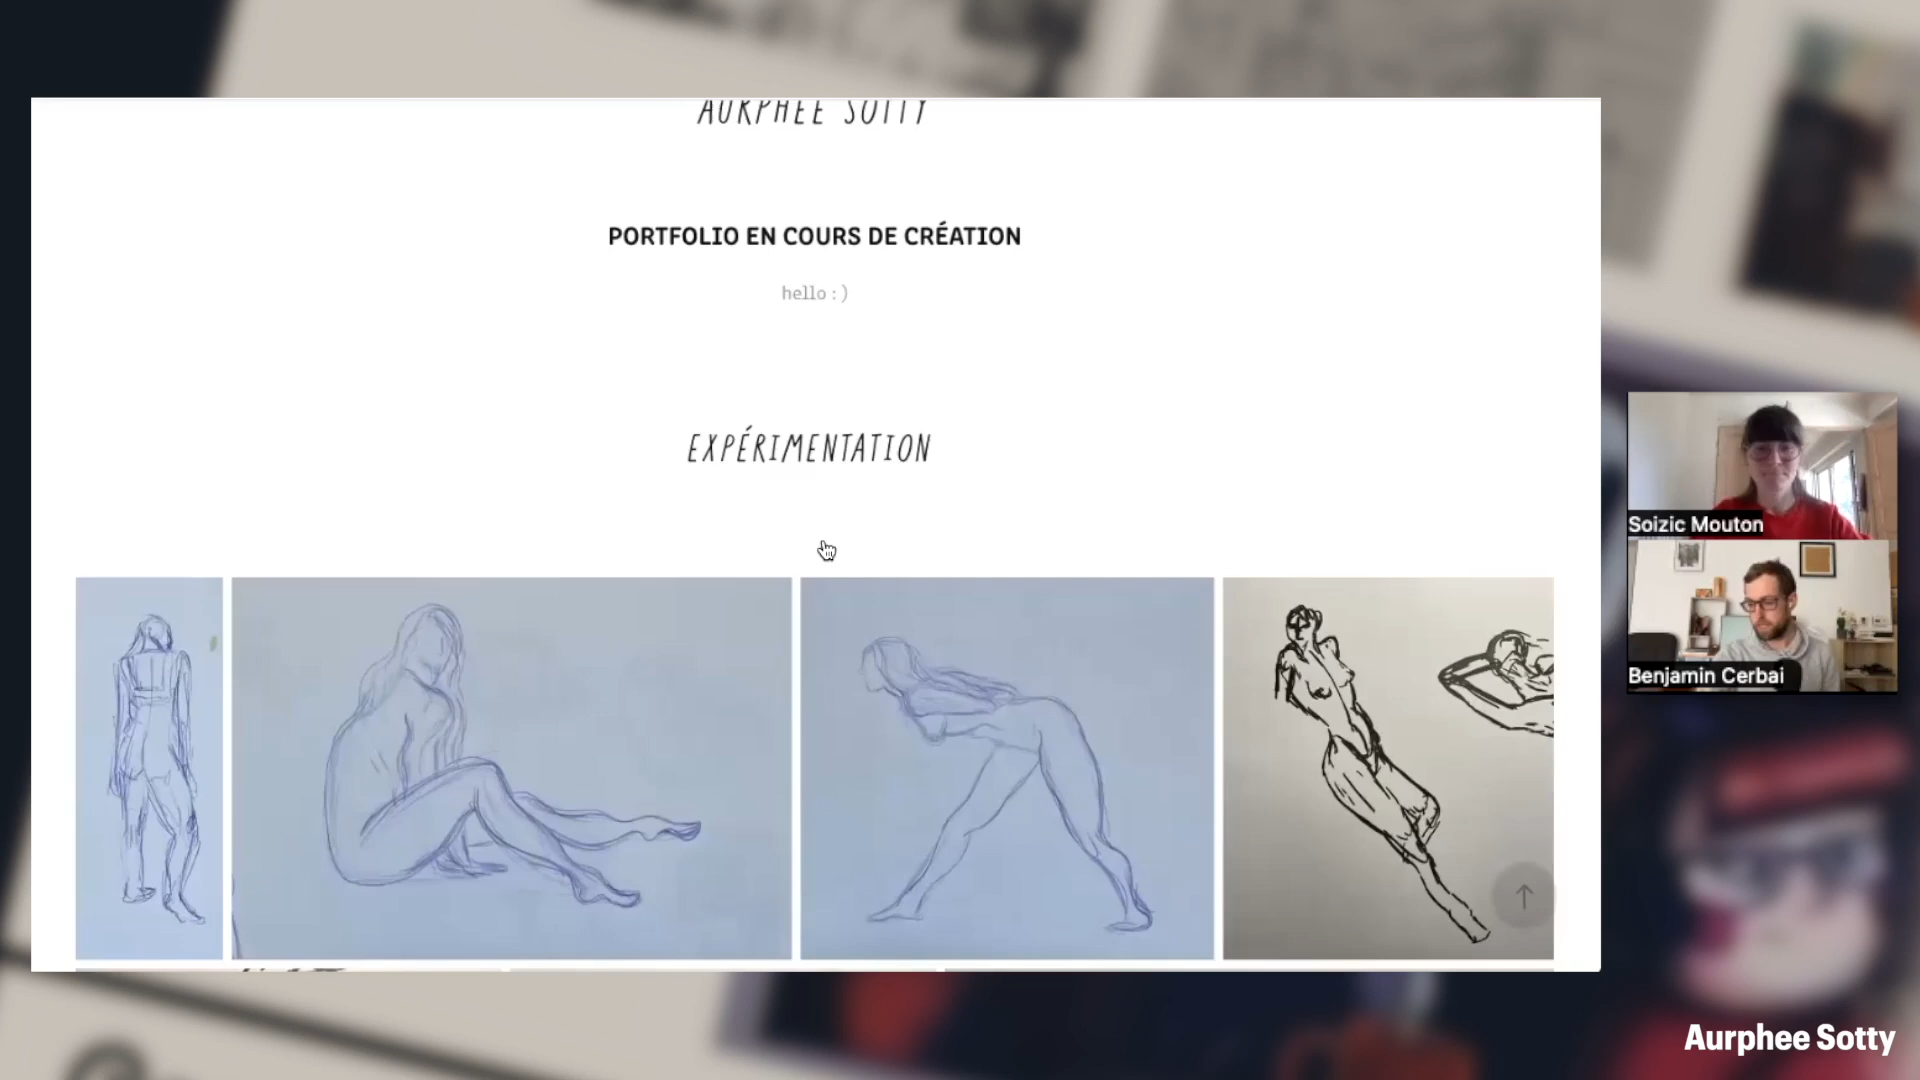 AURPHEE SOTTY
PORTFOLIO EN COURS DE CRÉATION
hello : )
EXPÉRIMENTATION
Soizic Mouton
Benjamin Cerbai
Aurphee Sotty